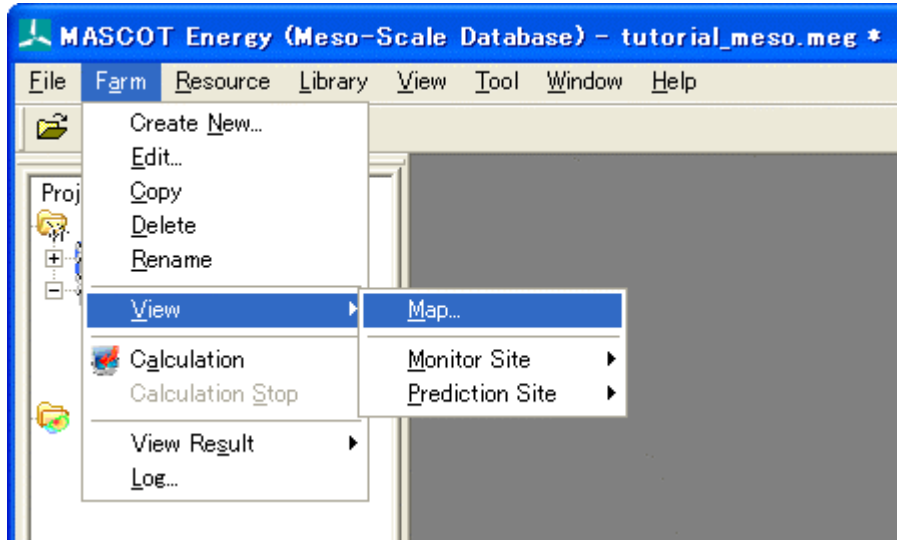 MASCOT Energy (Meso-Scale Database) - tutorial_meso.meg *
File Farm Resource Library View Tool Window Help
Create New...
Edit...
Proj
Copy
Delete
Rename
View
Map...
Calculation
Monitor Site
Calculation Stop
Prediction Site
View Result
Log...